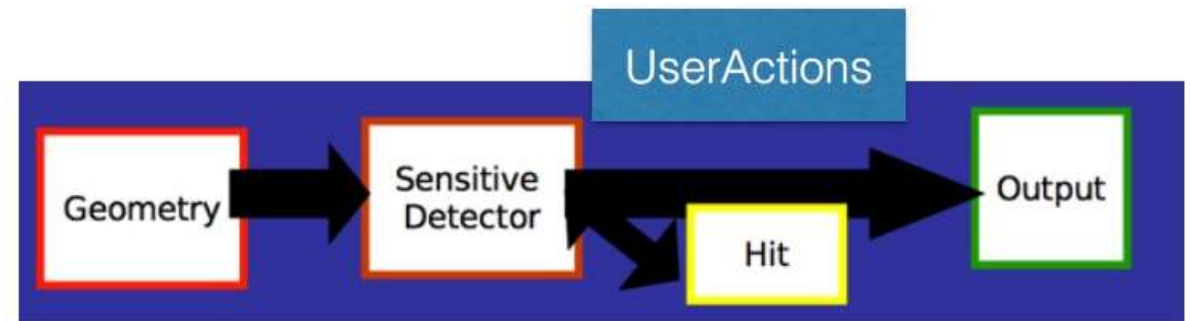 UserActions
Geometry
Sensitive
Detector
Hit
Output